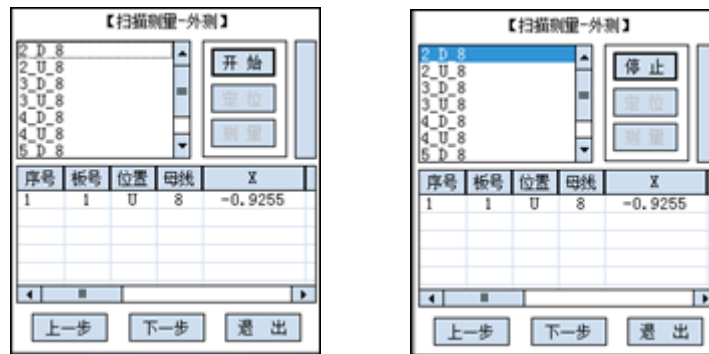 【扫描测量-外测】
2_D_8
2_U_8
3_D_8
3_U_8
4_D_8
4_U_8
5_D_8
开 始
定 位
测 量
序号 板号 位置 母线 X
1 1 U 8 -0.9255
上一步 下一步 退 出
【扫描测量-外测】
2_D_8
2_U_8
3_D_8
3_U_8
4_D_8
4_U_8
5_D_8
停 止
定 位
测 量
序号 板号 位置 母线 X
1 1 U 8 -0.9255
上一步 下一步 退 出